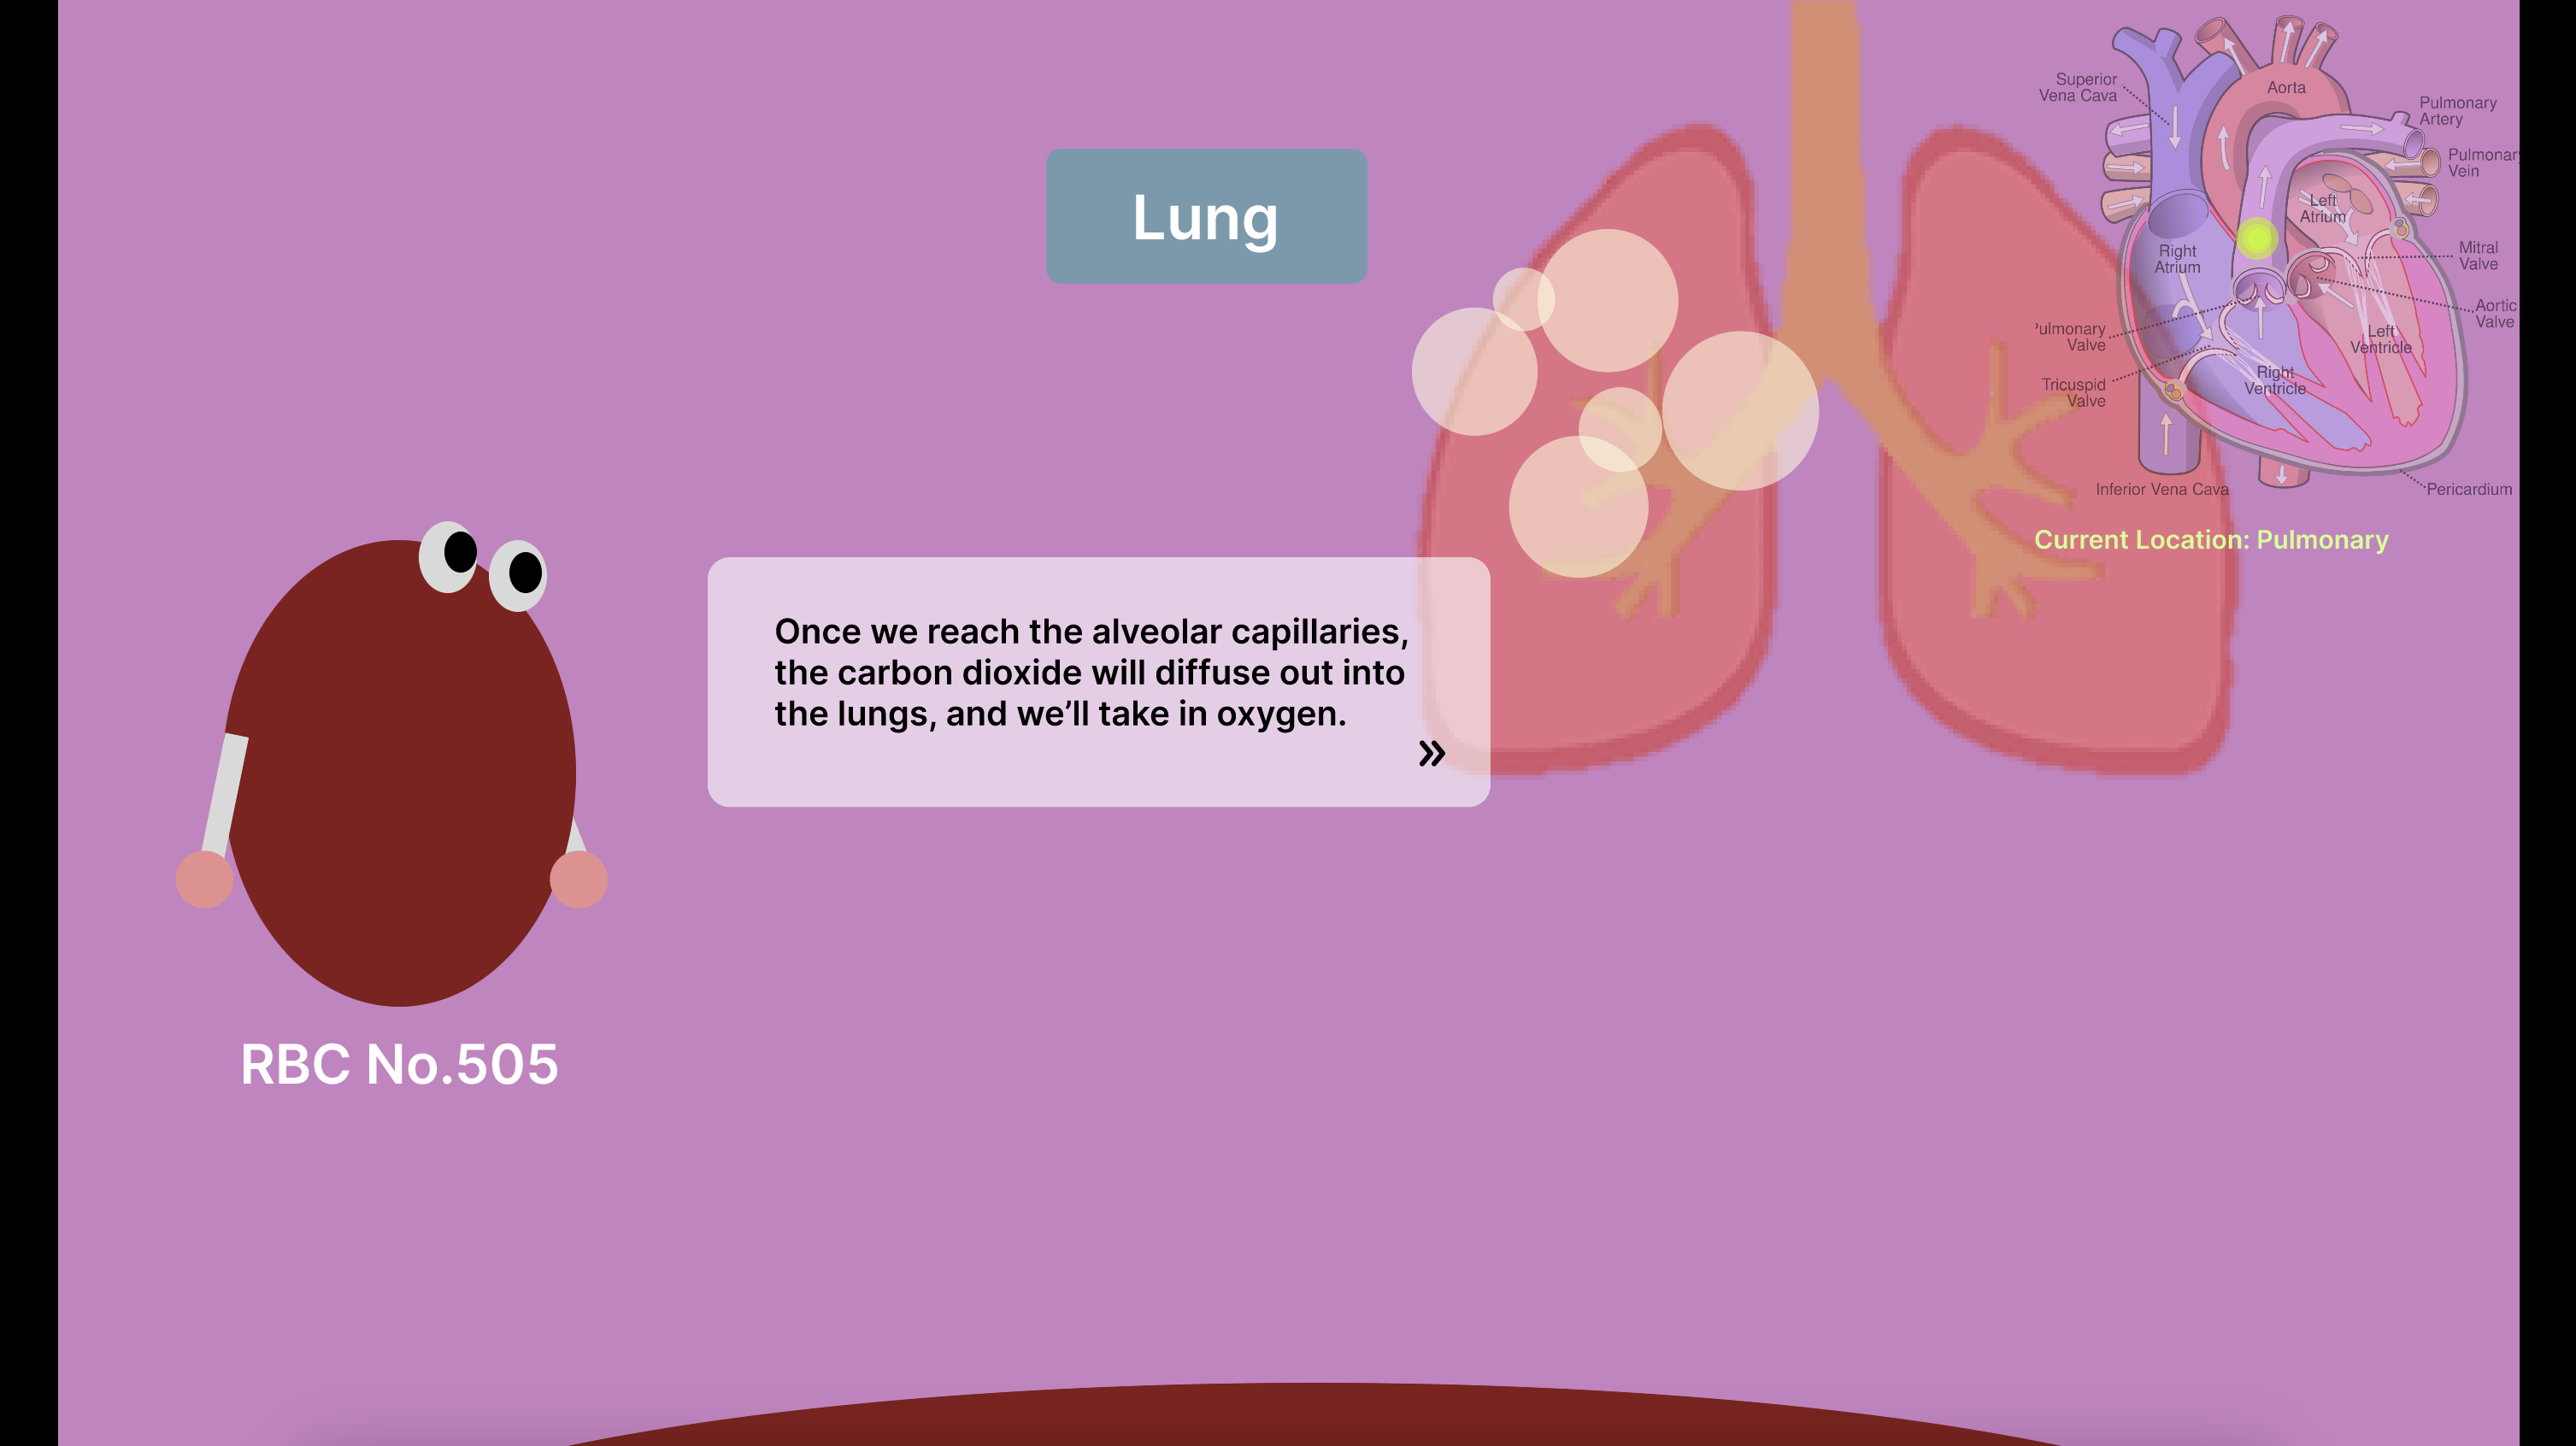 Lung
Superior
Vena Cava
Aorta
Pulmonary
Artery
Pulmonary
Vein
Left
Atrium
Right
Atrium
Mitral
Valve
Aortic
Valve
Pulmonary
Valve
Left
Ventricle
Tricuspid
Valve
Right
Ventricle
Inferior Vena Cava
Pericardium
Current Location: Pulmonary
Once we reach the alveolar capillaries,
the carbon dioxide will diffuse out into
the lungs, and we’ll take in oxygen.
»
RBC No.505